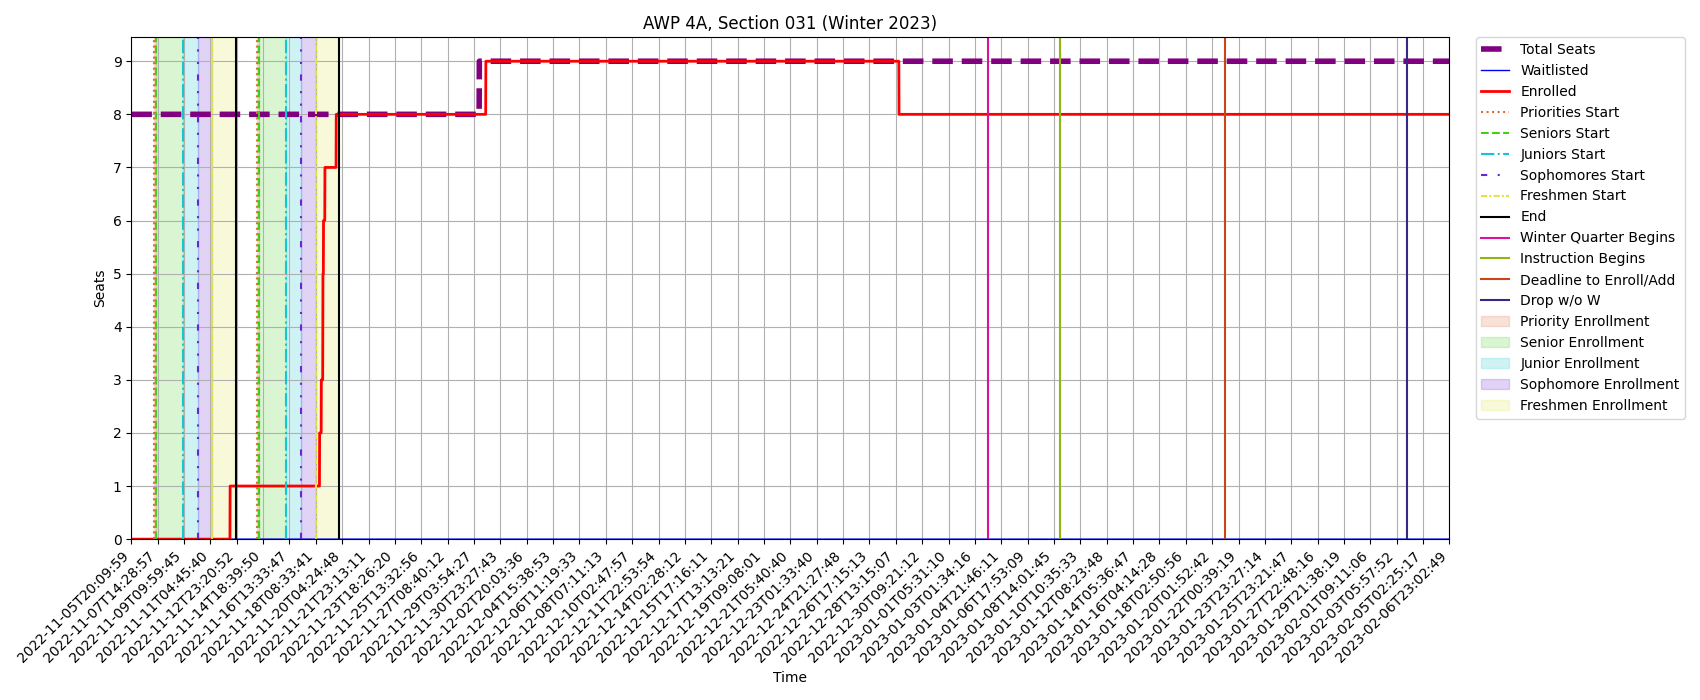 AWP 4A, Section 031 (Winter 2023)
Seats
9
8
7
6
5
4
3
2
1
0
2022-11-05T20:09:59
2022-11-07T14:28:57
2022-11-09T09:59:45
2022-11-11T04:45:40
2022-11-12T23:20:52
2022-11-14T18:39:50
2022-11-16T13:33:47
2022-11-18T08:33:41
2022-11-20T04:24:48
2022-11-21T23:13:11
2022-11-23T18:26:20
2022-11-25T13:32:56
2022-11-27T08:40:12
2022-11-29T03:54:27
2022-11-30T23:27:43
2022-12-02T20:03:36
2022-12-04T15:38:53
2022-12-06T11:19:33
2022-12-08T07:11:13
2022-12-10T02:47:57
2022-12-11T22:53:54
2022-12-14T02:28:12
2022-12-15T17:16:11
2022-12-17T13:13:21
2022-12-19T09:08:01
2022-12-21T05:40:40
2022-12-23T01:33:40
2022-12-24T21:27:48
2022-12-26T17:15:13
2022-12-28T13:15:07
2022-12-30T09:21:12
2023-01-01T05:31:10
2023-01-03T01:34:16
2023-01-04T21:46:11
2023-01-06T17:53:09
2023-01-08T14:01:45
2023-01-10T10:35:33
2023-01-12T08:23:48
2023-01-14T05:36:47
2023-01-16T04:14:28
2023-01-18T02:50:56
2023-01-20T01:52:42
2023-01-22T00:39:19
2023-01-23T23:27:14
2023-01-25T23:21:47
2023-01-27T22:48:16
2023-01-29T21:38:19
2023-02-01T09:11:06
2023-02-03T05:57:52
2023-02-05T02:25:17
2023-02-06T23:02:49
Time
Total Seats
Waitlisted
Enrolled
Priorities Start
Seniors Start
Juniors Start
Sophomores Start
Freshmen Start
End
Winter Quarter Begins
Instruction Begins
Deadline to Enroll/Add
Drop w/o W
Priority Enrollment
Senior Enrollment
Junior Enrollment
Sophomore Enrollment
Freshmen Enrollment